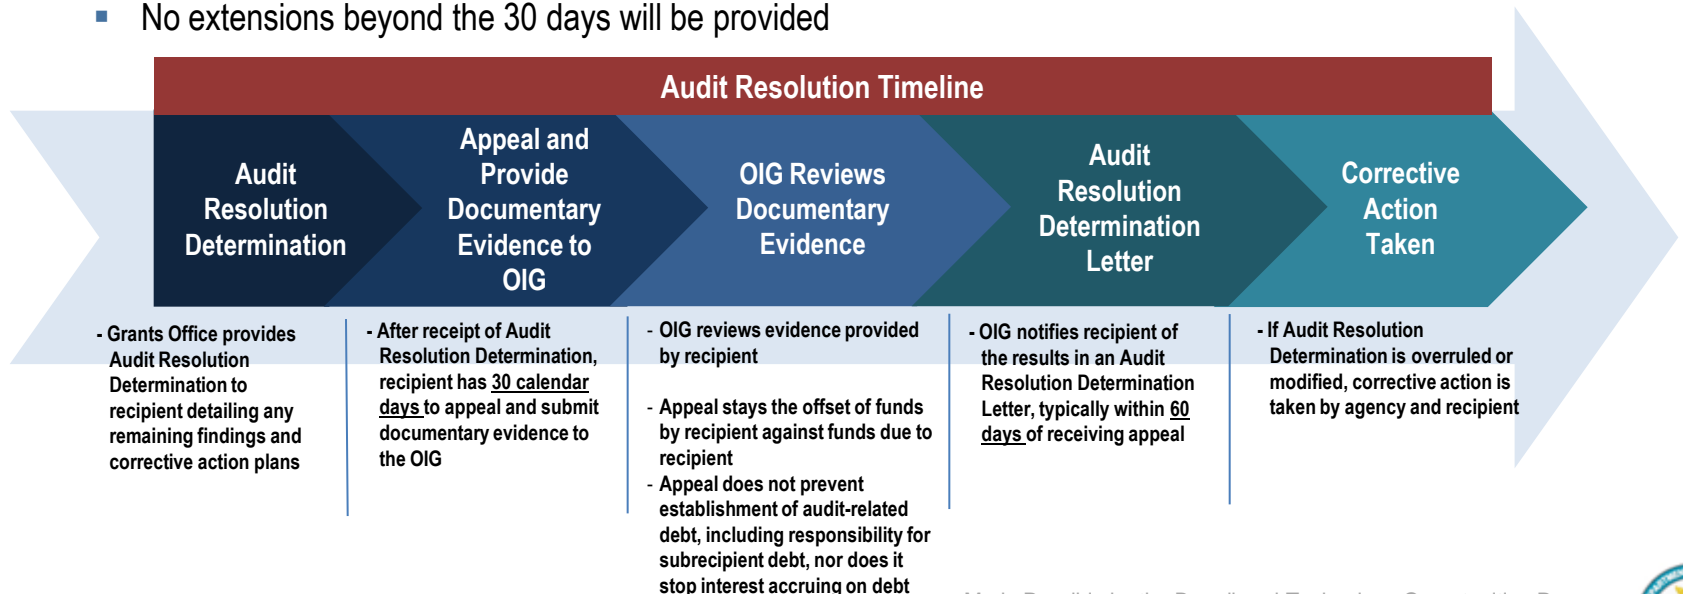 ▪ No extensions beyond the 30 days will be provided
Audit Resolution Timeline
Audit
Resolution
Determination
Appeal and
Provide
Documentary
Evidence to
OIG
OIG Reviews
Documentary
Evidence
Audit
Resolution
Determination
Letter
Corrective
Action
Taken
- Grants Office provides
Audit Resolution
Determination to
recipient detailing any
remaining findings and
corrective action plans
- After receipt of Audit
Resolution Determination,
recipient has 30 calendar
days to appeal and submit
documentary evidence to
the OIG
- OIG reviews evidence provided
by recipient
- Appeal stays the offset of funds
by recipient against funds due to
recipient
- Appeal does not prevent
establishment of audit-related
debt, including responsibility for
subrecipient debt, nor does it
stop interest accruing on debt
- OIG notifies recipient of
the results in an Audit
Resolution Determination
Letter, typically within 60
days of receiving appeal
- If Audit Resolution
Determination is overruled or
modified, corrective action is
taken by agency and recipient